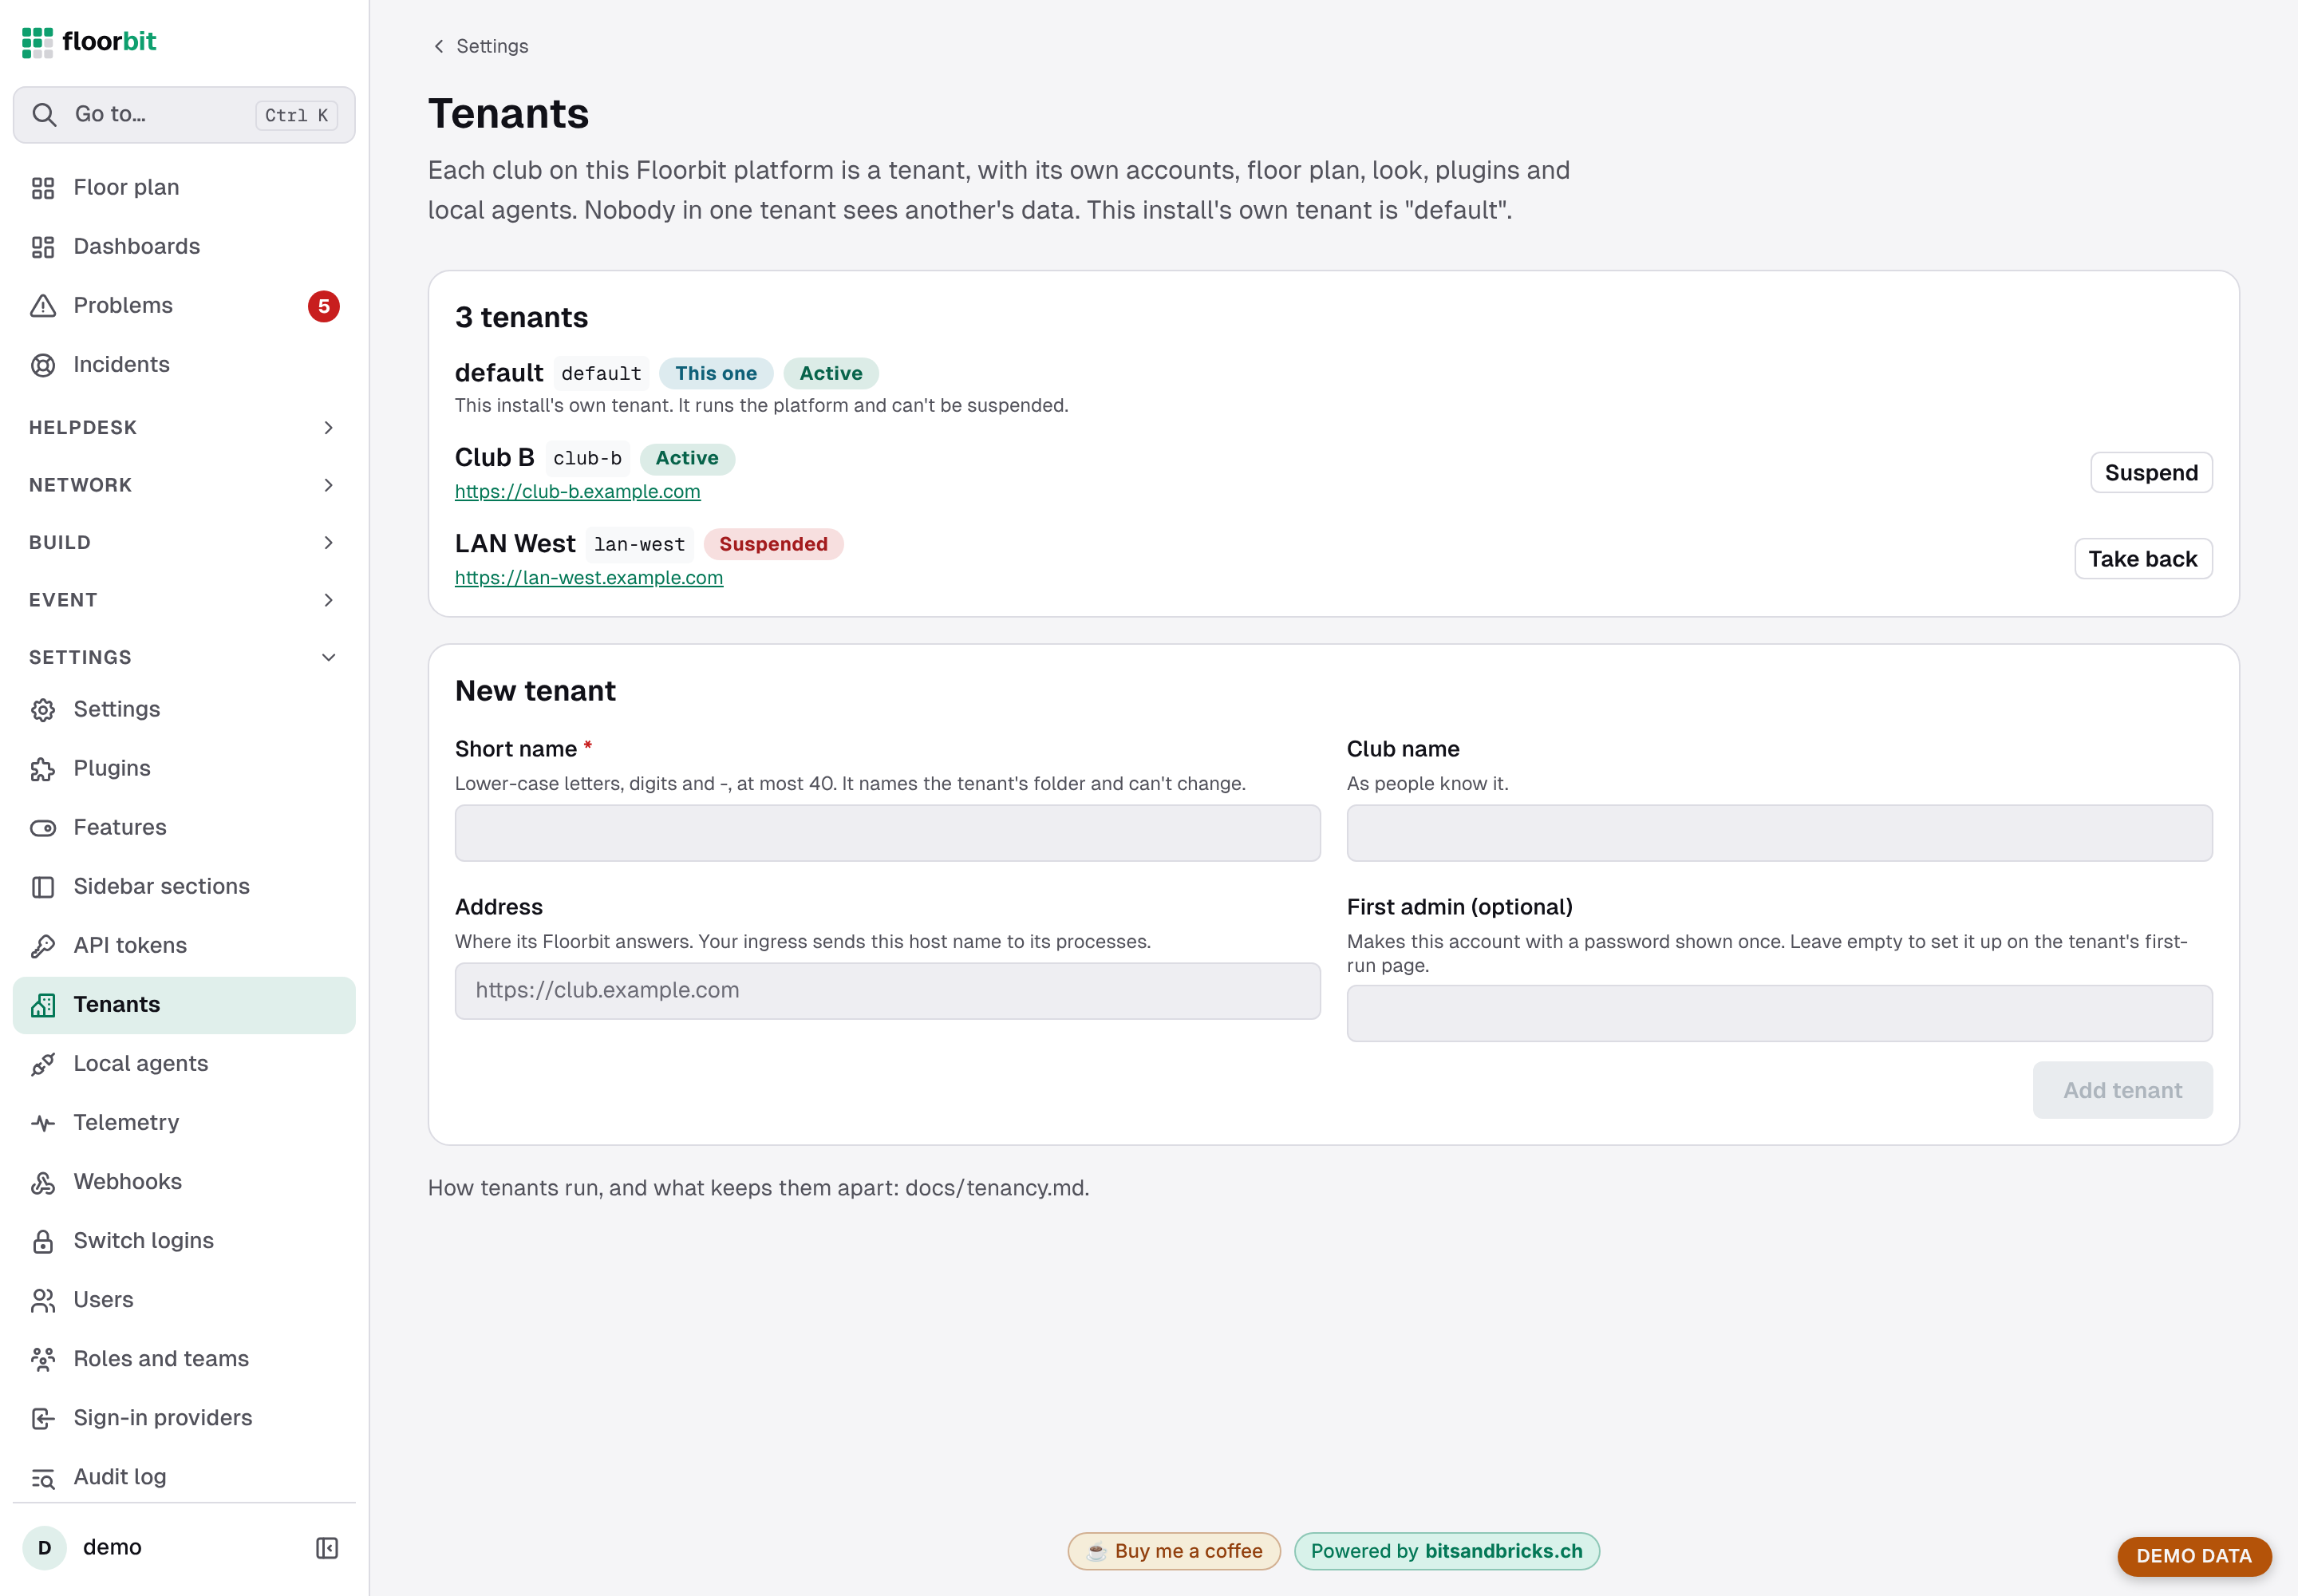 floorbit
Go to...
Ctrl K
Floor plan
Dashboards
Problems
5
Incidents
HELPDESK
NETWORK
BUILD
EVENT
SETTINGS
Settings
Plugins
Features
Sidebar sections
API tokens
Tenants
Local agents
Telemetry
Webhooks
Switch logins
Users
Roles and teams
Sign-in providers
Audit log
D
demo
Settings
Tenants
Each club on this Floorbit platform is a tenant, with its own accounts, floor plan, look, plugins and
local agents. Nobody in one tenant sees another's data. This install's own tenant is "default".
3 tenants
default default This one Active
This install's own tenant. It runs the platform and can't be suspended.
Club B club-b Active
https://club-b.example.com
Suspend
LAN West lan-west Suspended
https://lan-west.example.com
Take back
New tenant
Short name *
Lower-case letters, digits and -, at most 40. It names the tenant's folder and can't change.
Club name
As people know it.
Address
Where its Floorbit answers. Your ingress sends this host name to its processes.
https://club.example.com
First admin (optional)
Makes this account with a password shown once. Leave empty to set it up on the tenant's first-
run page.
Add tenant
How tenants run, and what keeps them apart: docs/tenancy.md.
Buy me a coffee
Powered by bitsandbricks.ch
DEMO DATA